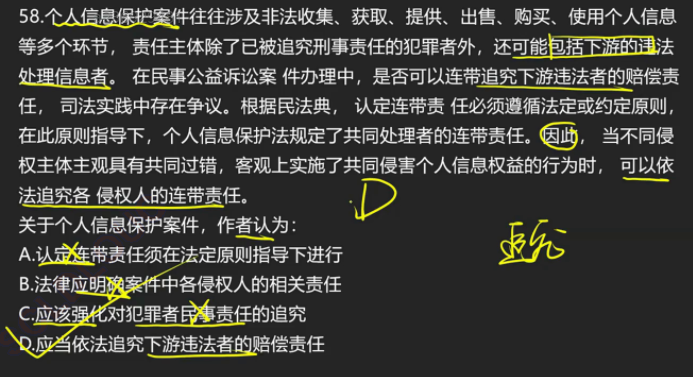 58.个人信息保护案件往往涉及非法收集、获取、提供、出售、购买、使用个人信息
等多个环节， 责任主体除了已被追究刑事责任的犯罪者外，还可能包括下游的违法
处理信息者。 在民事公益诉讼案 件办理中，是否可以连带追究下游违法者的赔偿责
任， 司法实践中存在争议。根据民法典， 认定连带责 任必须遵循法定或约定原则，
在此原则指导下，个人信息保护法规定了共同处理者的连带责任。因此， 当不同侵
权主体主观具有共同过错，客观上实施了共同侵害个人信息权益的行为时， 可以依
法追究各 侵权人的连带责任。
D
关于个人信息保护案件，作者认为：
追究
A.认定连带责任须在法定原则指导下进行
B.法律应明确案件中各侵权人的相关责任
C.应该强化对犯罪者民事责任的追究
D.应当依法追究下游违法者的赔偿责任